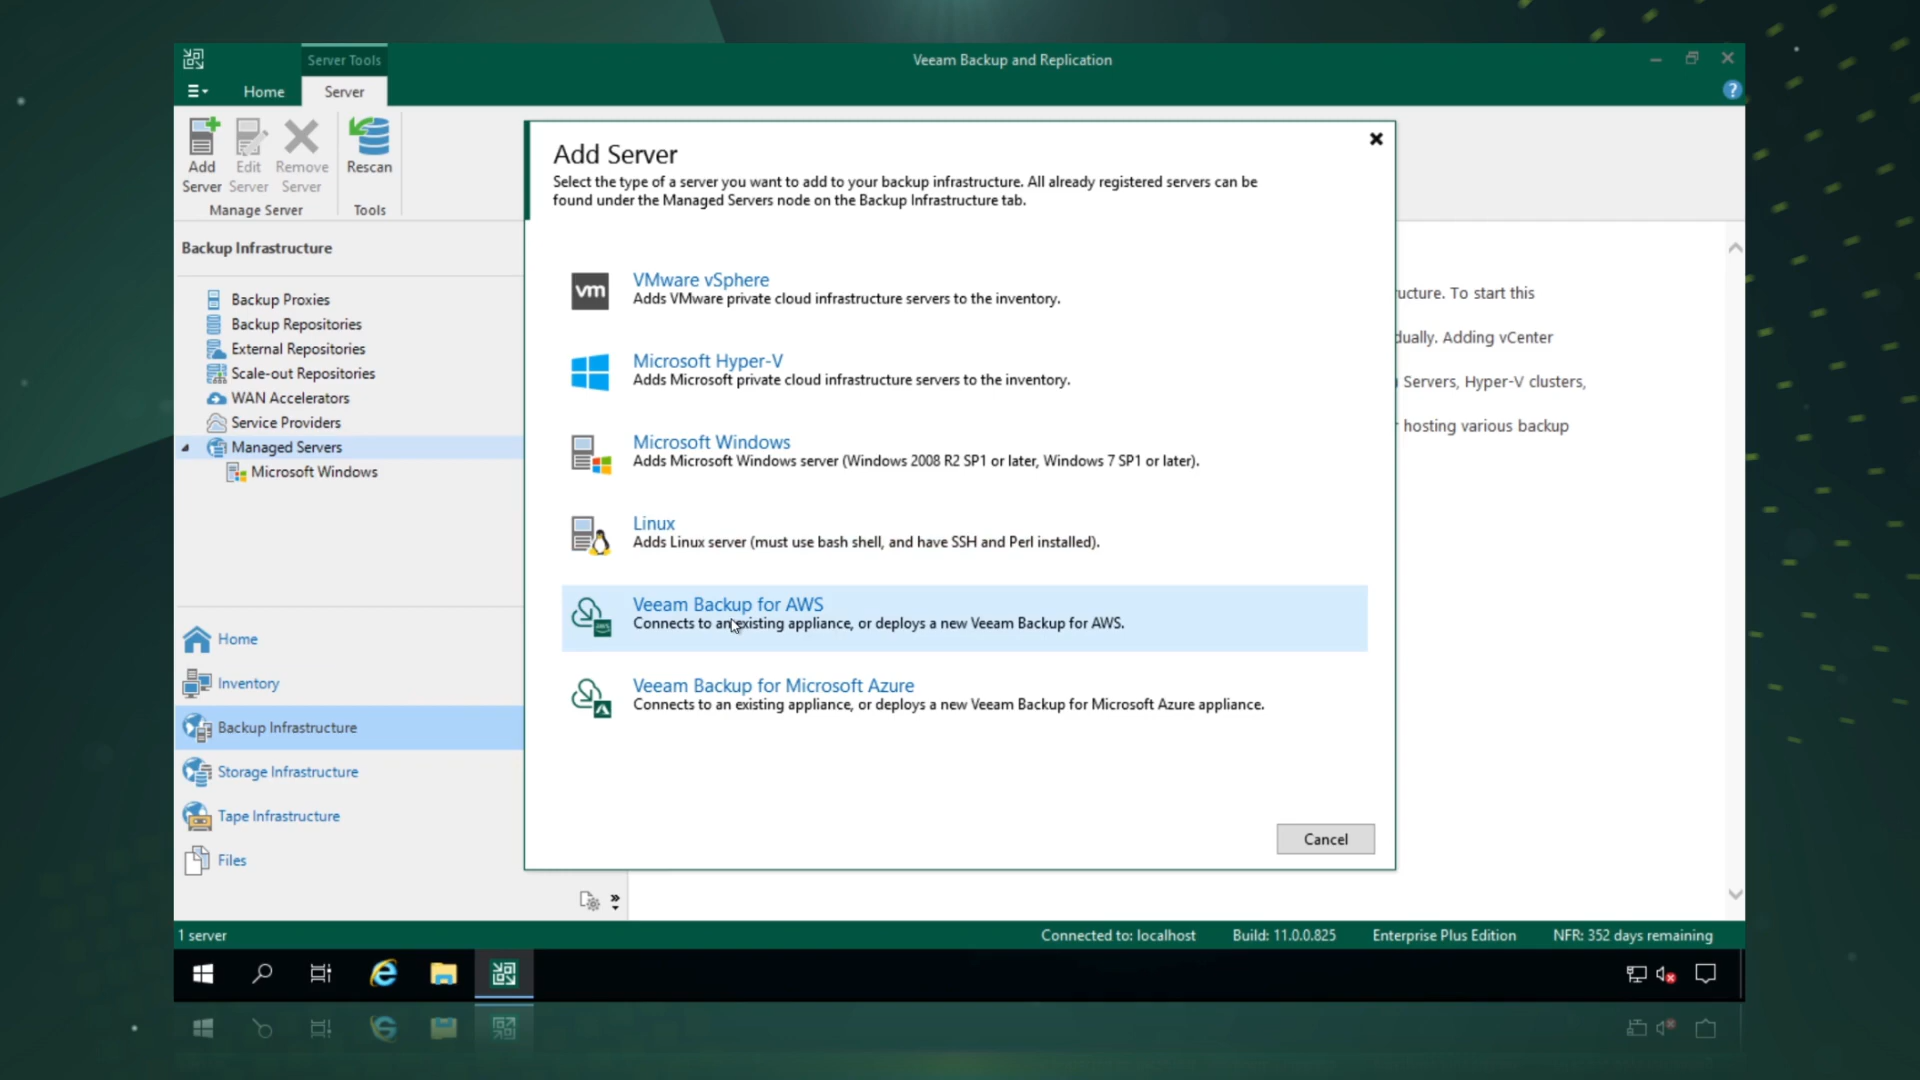 Server Tools
Veeam Backup and Replication
Home
Server
?
Add Server
Edit Server
Remove Server
Rescan
Manage Server
Tools
Backup Infrastructure
Backup Proxies
Backup Repositories
External Repositories
Scale-out Repositories
WAN Accelerators
Service Providers
Managed Servers
Microsoft Windows
Home
Inventory
Backup Infrastructure
Storage Infrastructure
Tape Infrastructure
Files
Add Server
Select the type of a server you want to add to your backup infrastructure. All already registered servers can be
found under the Managed Servers node on the Backup Infrastructure tab.
vm
VMware vSphere
Adds VMware private cloud infrastructure servers to the inventory.
Microsoft Hyper-V
Adds Microsoft private cloud infrastructure servers to the inventory.
Microsoft Windows
Adds Microsoft Windows server (Windows 2008 R2 SP1 or later, Windows 7 SP1 or later).
Linux
Adds Linux server (must use bash shell, and have SSH and Perl installed).
Veeam Backup for AWS
Connects to an existing appliance, or deploys a new Veeam Backup for AWS.
Veeam Backup for Microsoft Azure
Connects to an existing appliance, or deploys a new Veeam Backup for Microsoft Azure appliance.
Cancel
ucture. To start this
dually. Adding vCenter
Servers, Hyper-V clusters,
hosting various backup
1 server
Connected to: localhost
Build: 11.0.0.825
Enterprise Plus Edition
NFR: 352 days remaining